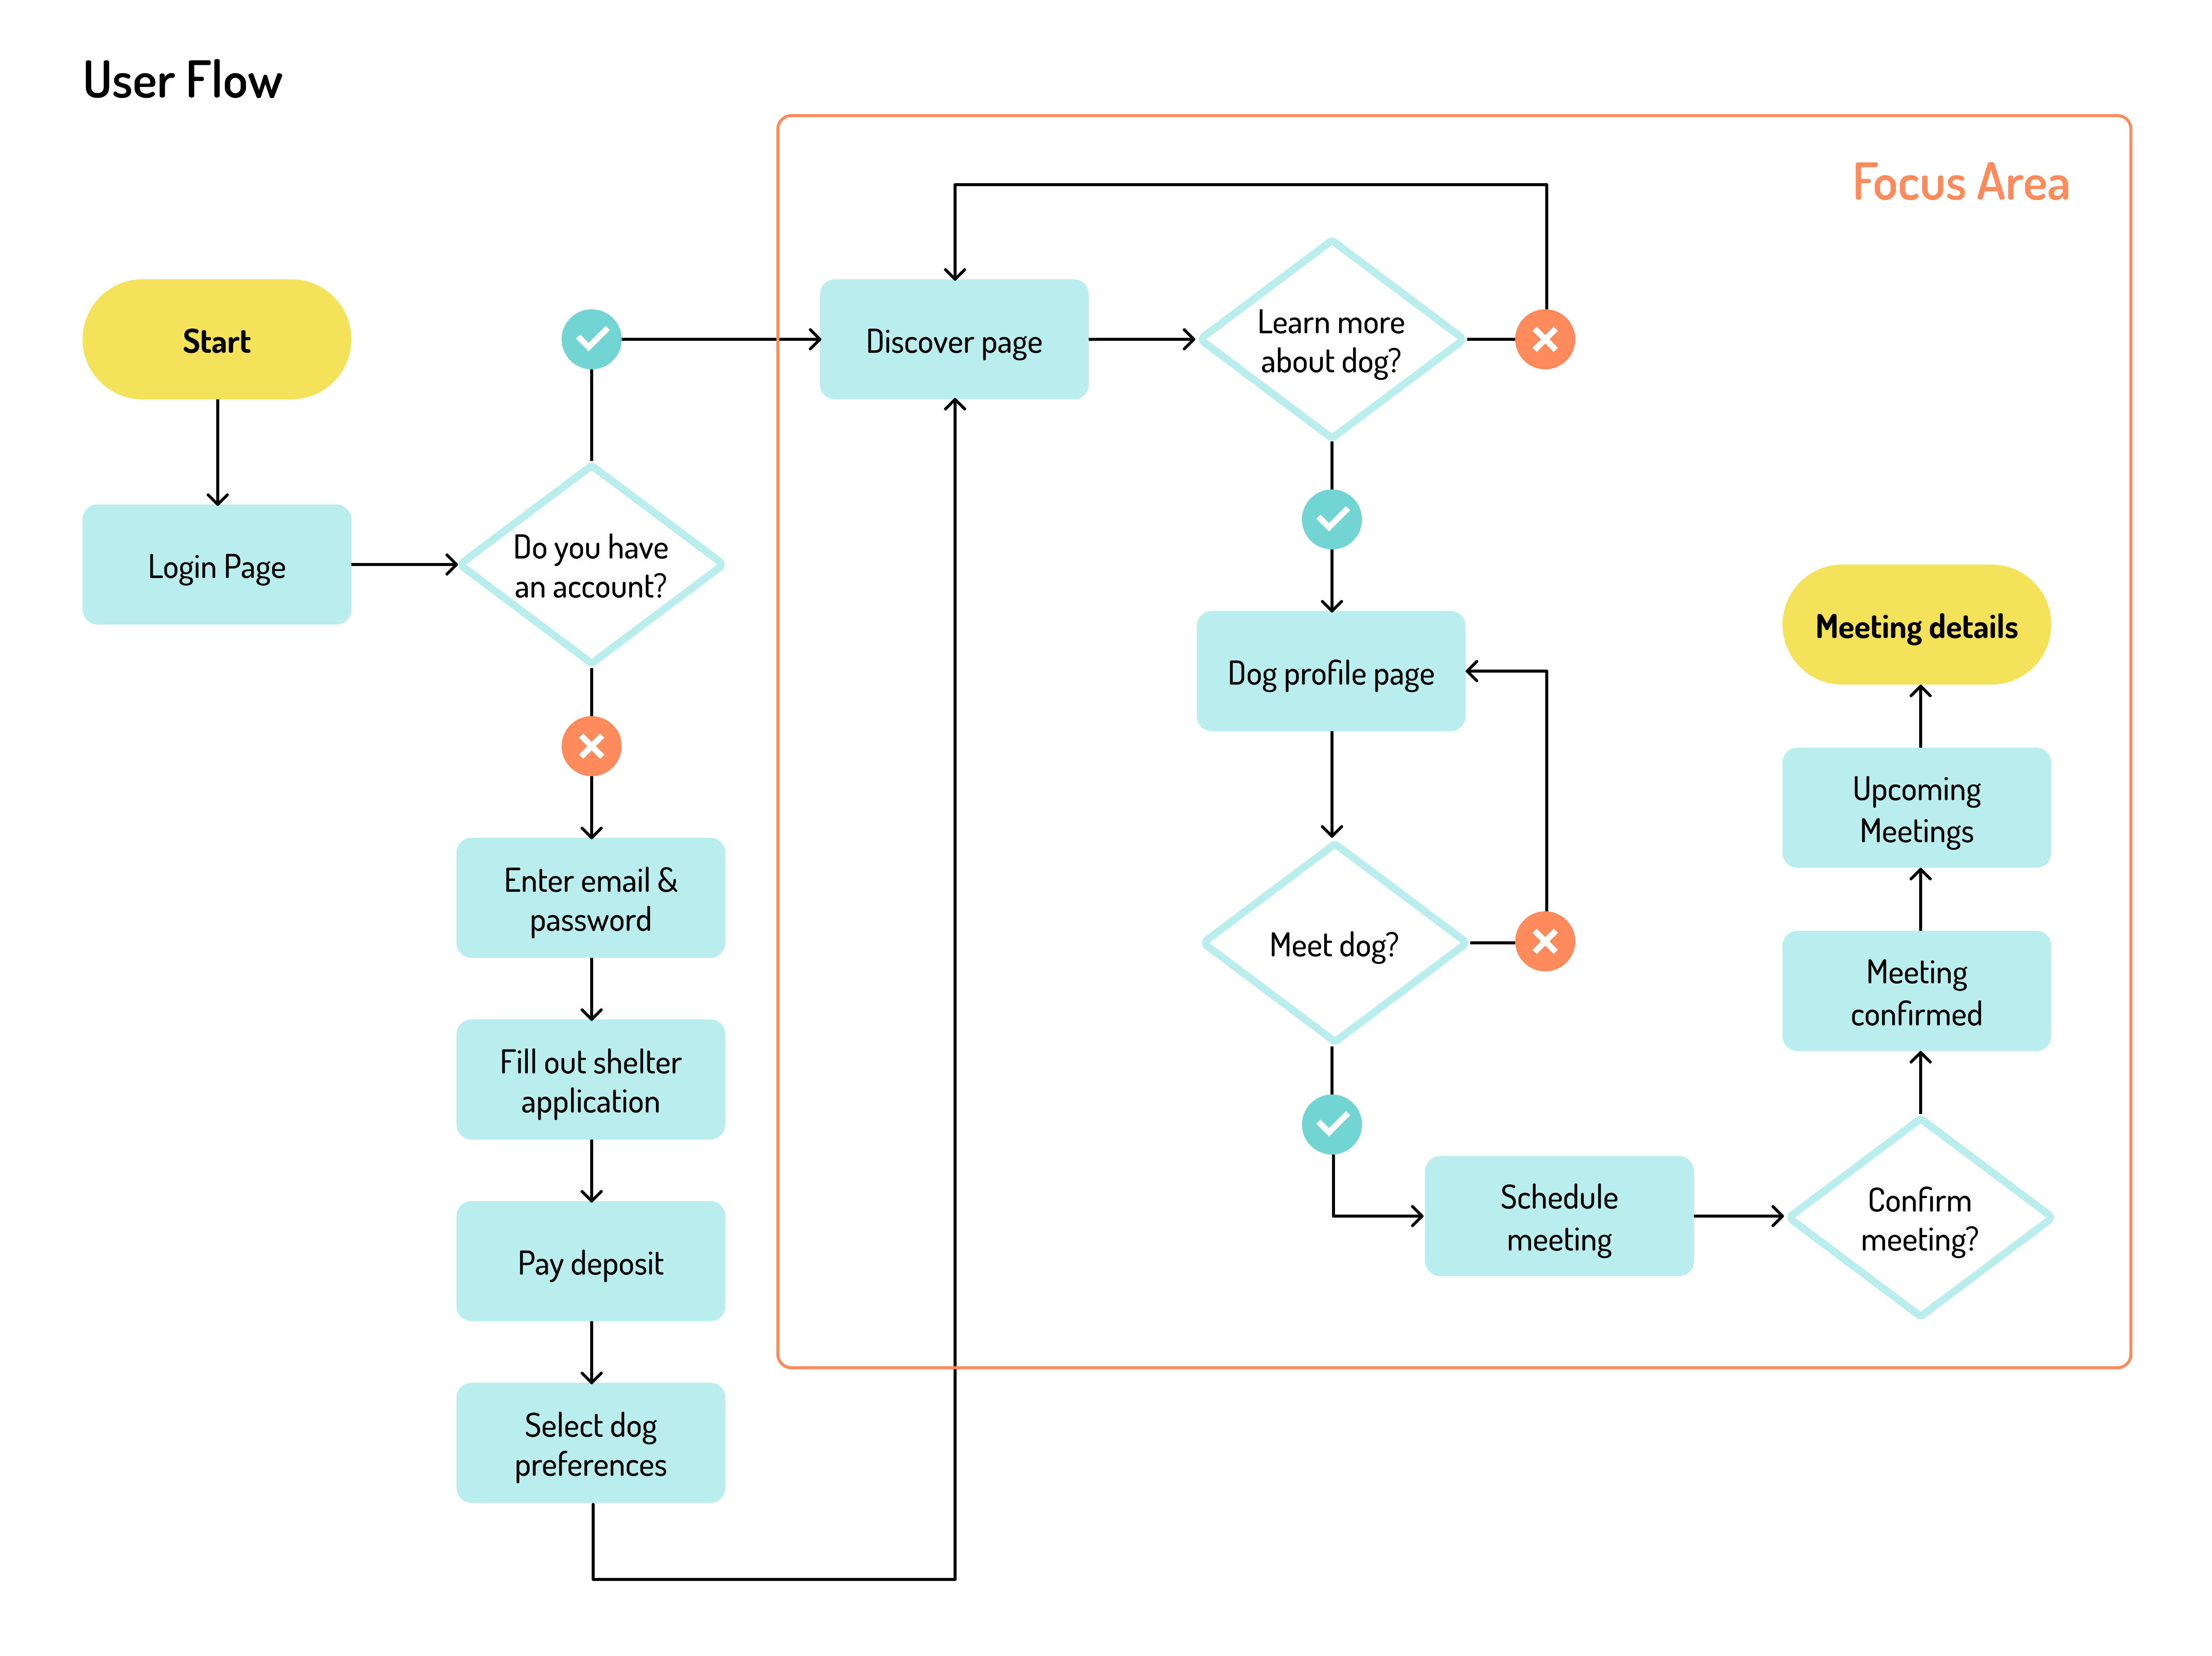 User Flow
Focus Area
Start
Login Page
Do you have
an account?
Enter email &
password
Fill out shelter
application
Pay deposit
Select dog
preferences
Discover page
Learn more
about dog?
Dog profile page
Meet dog?
Schedule
meeting
Confirm
meeting?
Meeting
confirmed
Upcoming
Meetings
Meeting details